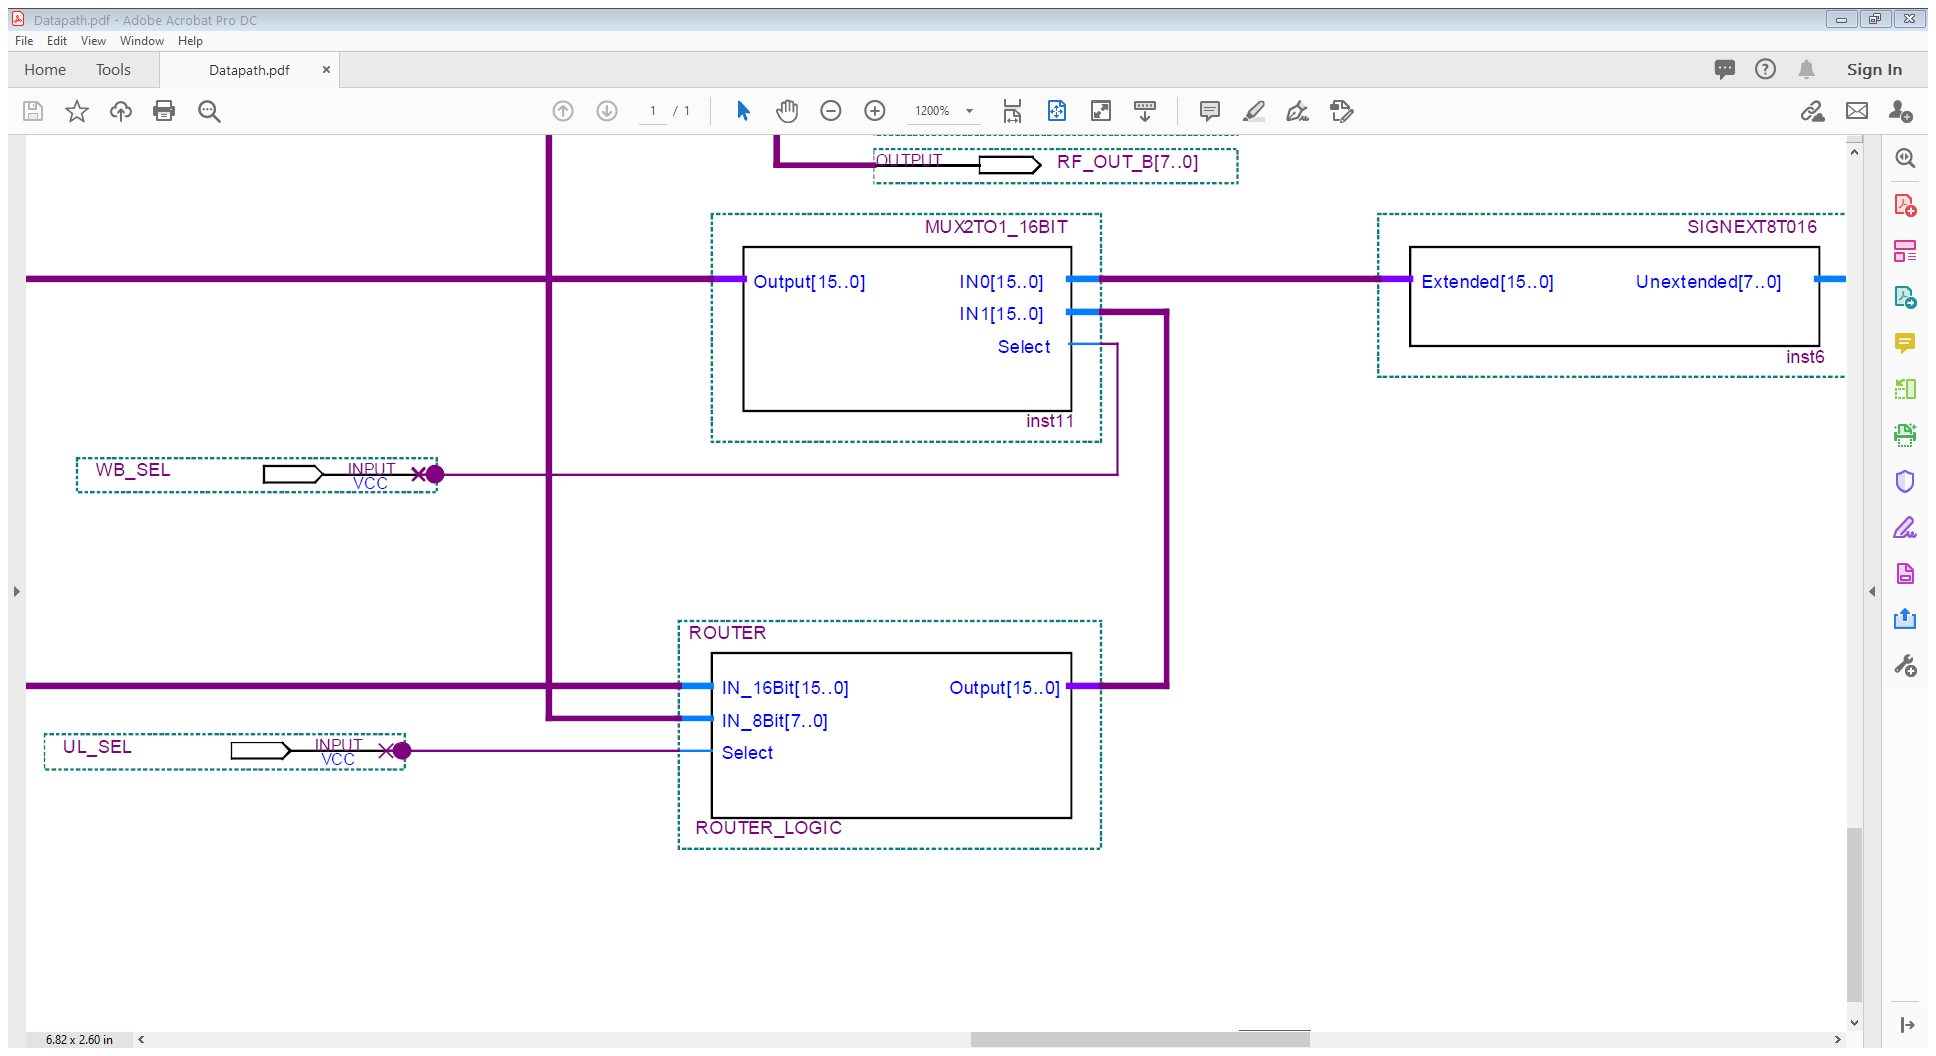 Datapath.pdf - Adobe Acrobat Pro DC
File Edit View Window Help
Home Tools Datapath.pdf × Sign In
1 / 1 1200%
OUTPUT RF_OUT_B[7..0]
MUX2TO1_16BIT
Output[15..0] IN0[15..0]
IN1[15..0]
Select
inst11
SIGNEXT8TO16
Extended[15..0] Unextended[7..0]
inst6
WB_SEL INPUT
VCC
ROUTER
IN_16Bit[15..0] Output[15..0]
IN_8Bit[7..0]
Select
ROUTER_LOGIC
UL_SEL INPUT
VCC
6.82 x 2.60 in